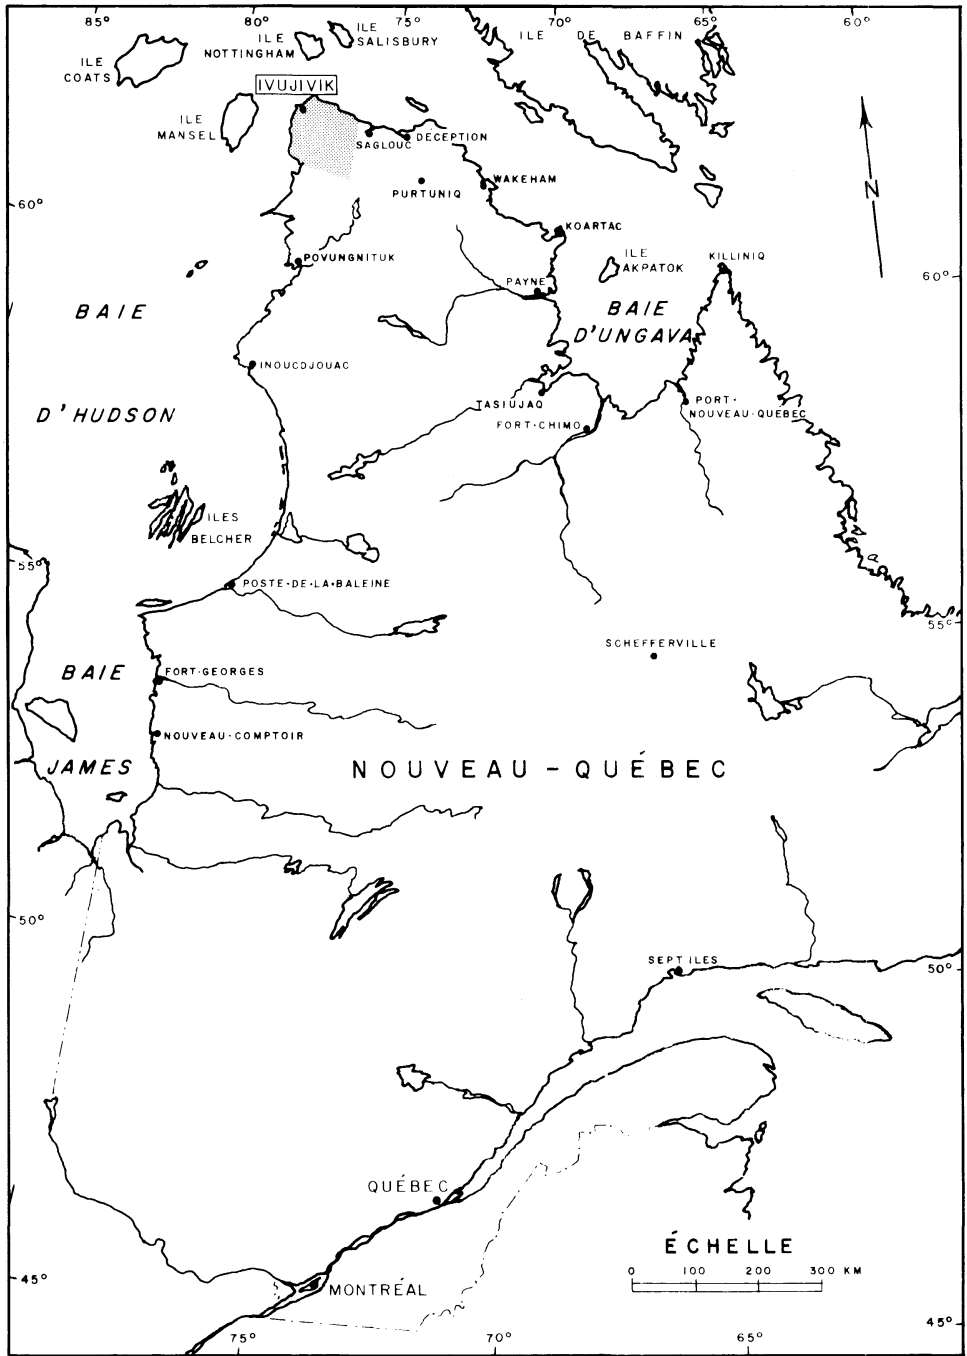 85°
80°
75°
70°
65°
60°
ILE
COATS
ILE
NOTTINGHAM
ILE
SALISBURY
ILE DE BAFFIN
IVUJIVIK
ILE
MANSEL
SAGLOUC
DECEPTION
PURTUNIQ
WAKEHAM
N
60°
KOARTAC
POVUNGNITUK
ILE
AKPATOK
KILLINIQ
60°
PAYNE
BAIE
D'HUDSON
BAIE
D'UNGAVA
INOUCDJOUAC
TASIUJAQ
FORT-CHIMO
PORT-
NOUVEAU-QUEBEC
ILES
BELCHER
55°
POSTE-DE-LA-BALEINE
55°
SCHEFFERVILLE
BAIE
JAMES
FORT-GEORGES
NOUVEAU-COMPTOIR
NOUVEAU-QUÉBEC
50°
SEPT ILES
50°
QUÉBEC
ÉCHELLE
0 100 200 300 KM
45°
MONTRÉAL
45°
75°
70°
65°